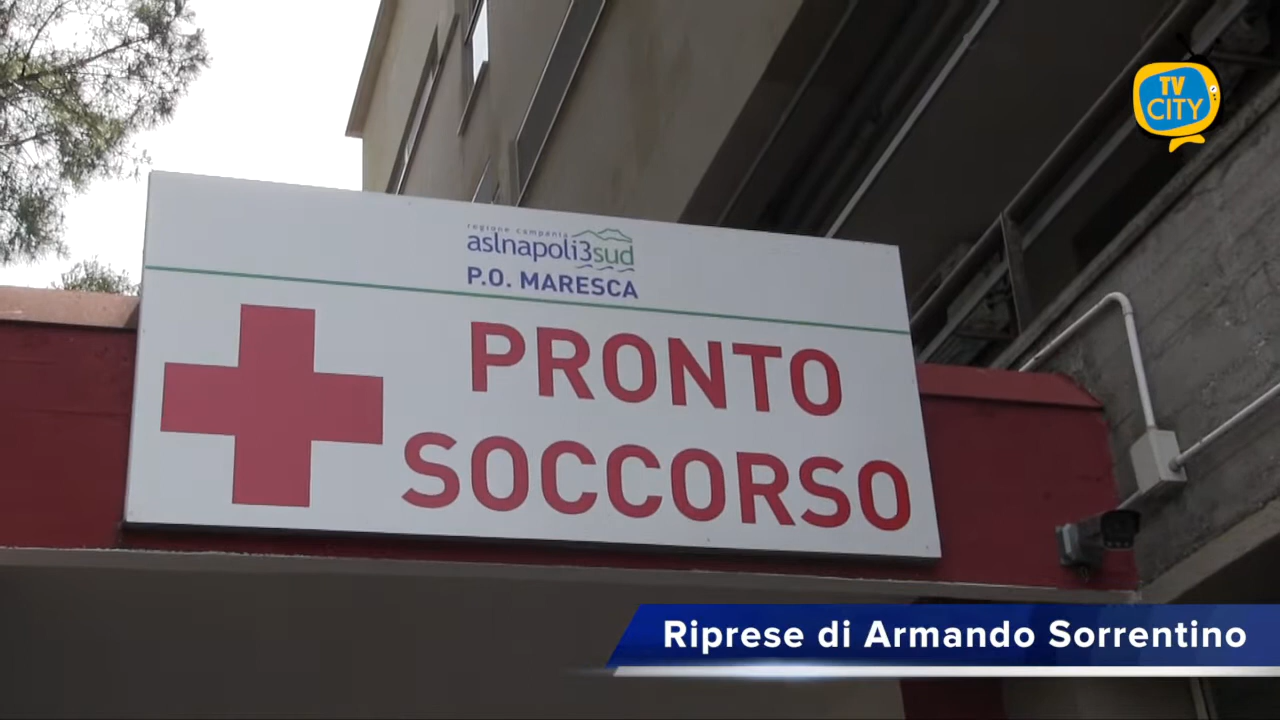 TV
CITY
regione campania
aslnapoli3sud
P.O. MARESCA
PRONTO
SOCCORSO
Riprese di Armando Sorrentino